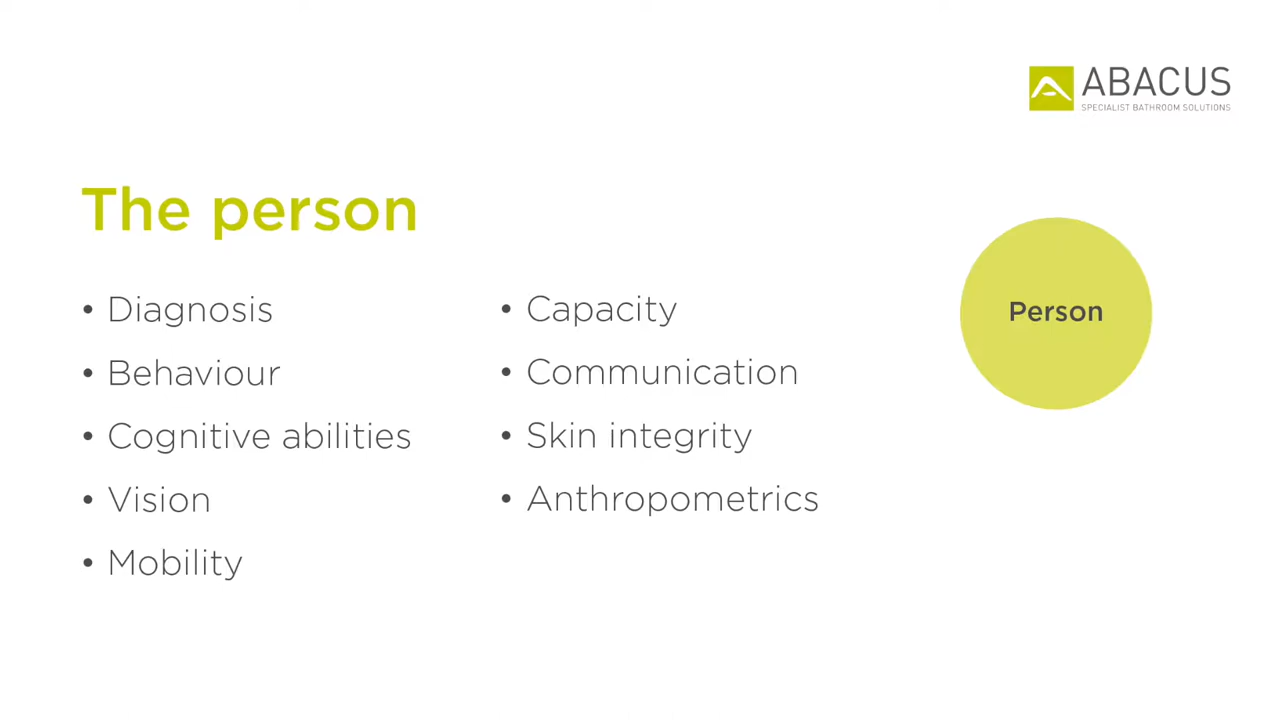 ABACUS
SPECIALIST BATHROOM SOLUTIONS
The person
• Diagnosis
• Behaviour
• Cognitive abilities
• Vision
• Mobility
• Capacity
• Communication
• Skin integrity
• Anthropometrics
Person